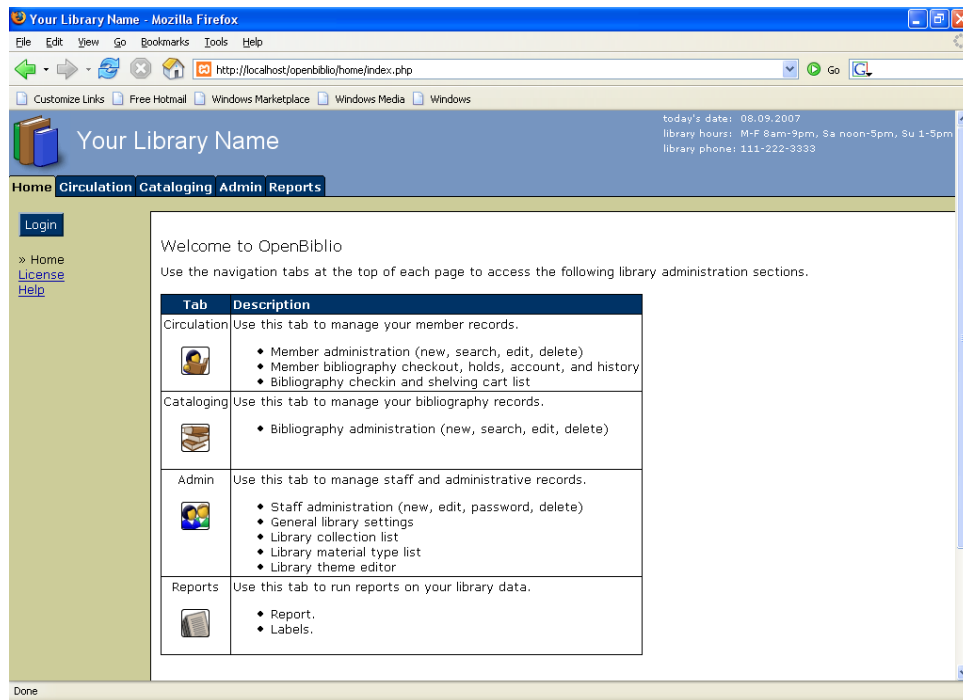 Your Library Name - Mozilla Firefox
File Edit View Go Bookmarks Tools Help
http://localhost/openbiblio/home/index.php
Go
G
Customize Links Free Hotmail Windows Marketplace Windows Media Windows
Your Library Name
today's date: 08.09.2007
library hours: M-F 8am-9pm, Sa noon-5pm, Su 1-5pm
library phone: 111-222-3333
Home Circulation Cataloging Admin Reports
Login
» Home
License
Help
Welcome to OpenBiblio
Use the navigation tabs at the top of each page to access the following library administration sections.
Tab Description
Circulation Use this tab to manage your member records.
• Member administration (new, search, edit, delete)
• Member bibliography checkout, holds, account, and history
• Bibliography checkin and shelving cart list
Cataloging Use this tab to manage your bibliography records.
• Bibliography administration (new, search, edit, delete)
Admin Use this tab to manage staff and administrative records.
• Staff administration (new, edit, password, delete)
• General library settings
• Library collection list
• Library material type list
• Library theme editor
Reports Use this tab to run reports on your library data.
• Report.
• Labels.
Done